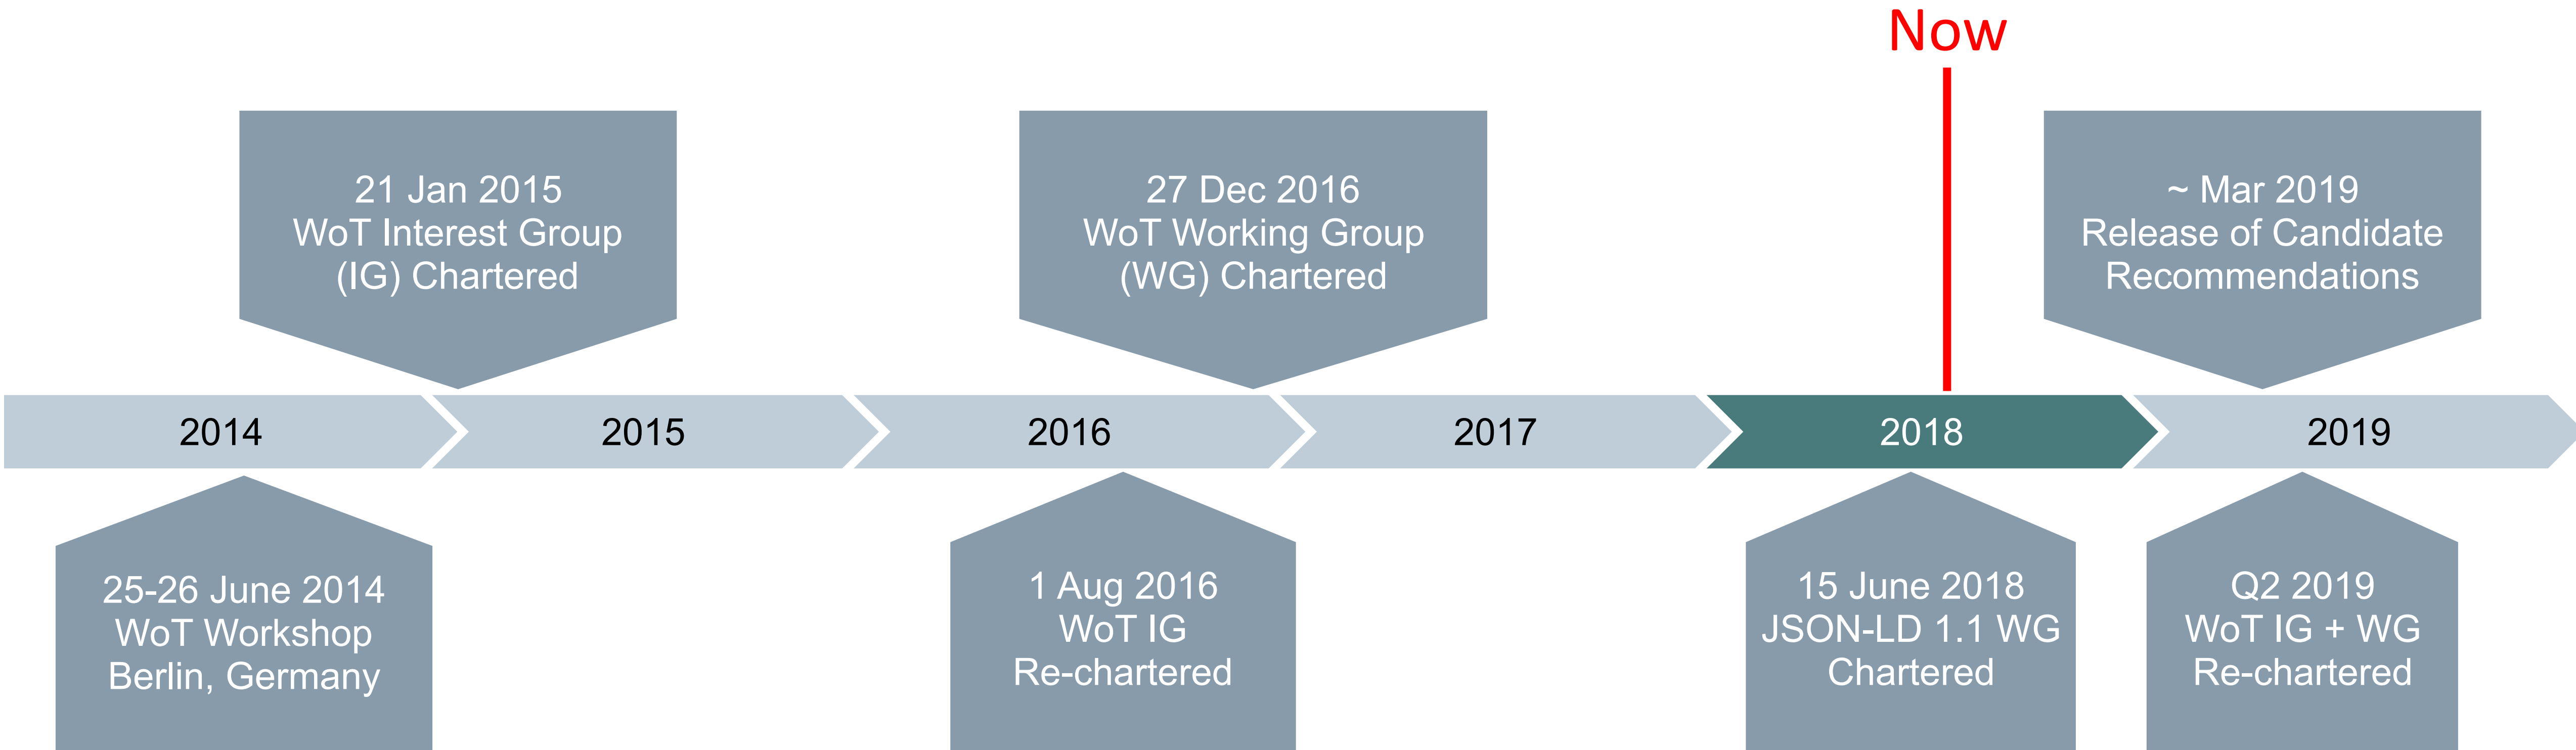 Now
21 Jan 2015
WoT Interest Group
(IG) Chartered
27 Dec 2016
WoT Working Group
(WG) Chartered
~ Mar 2019
Release of Candidate
Recommendations
2014
2015
2016
2017
2018
2019
25-26 June 2014
WoT Workshop
Berlin, Germany
1 Aug 2016
WoT IG
Re-chartered
15 June 2018
JSON-LD 1.1 WG
Chartered
Q2 2019
WoT IG + WG
Re-chartered